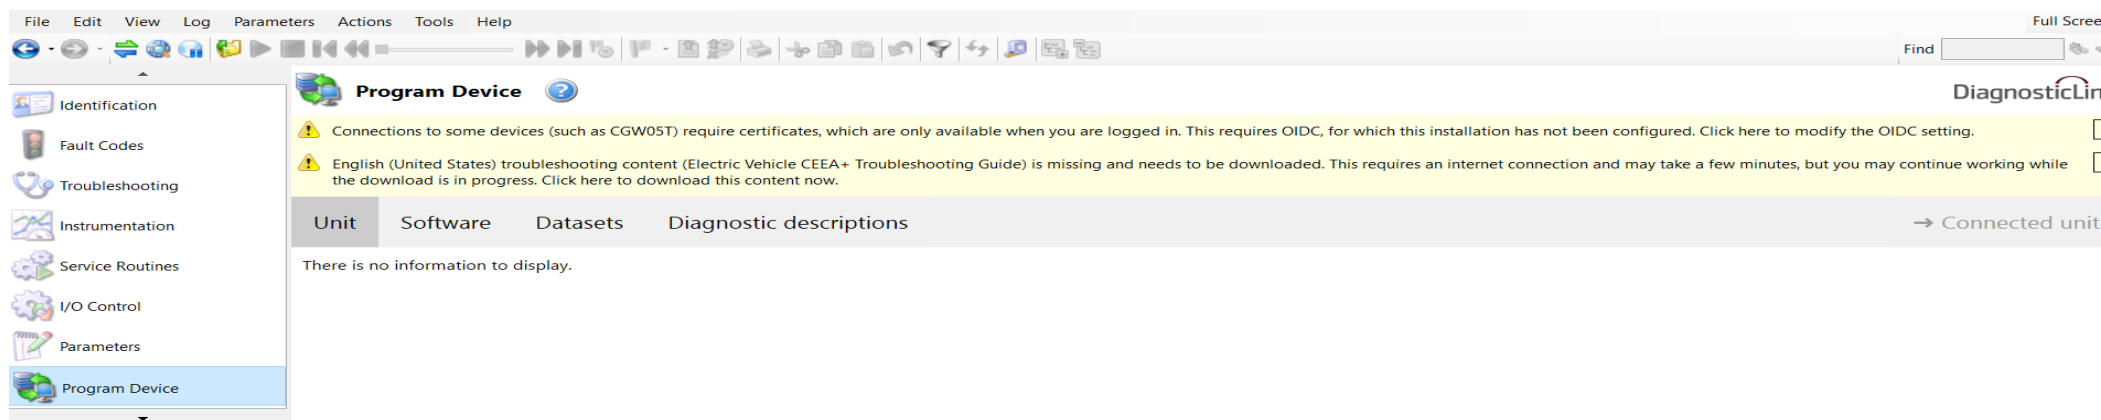 File Edit View Log Parameters Actions Tools Help
Full Scree
Find
Identification
Fault Codes
Troubleshooting
Instrumentation
Service Routines
I/O Control
Parameters
Program Device
Program Device
DiagnosticLin
Connections to some devices (such as CGW05T) require certificates, which are only available when you are logged in. This requires OIDC, for which this installation has not been configured. Click here to modify the OIDC setting.
English (United States) troubleshooting content (Electric Vehicle CEEA+ Troubleshooting Guide) is missing and needs to be downloaded. This requires an internet connection and may take a few minutes, but you may continue working while
the download is in progress. Click here to download this content now.
Unit Software Datasets Diagnostic descriptions
→ Connected unit
There is no information to display.